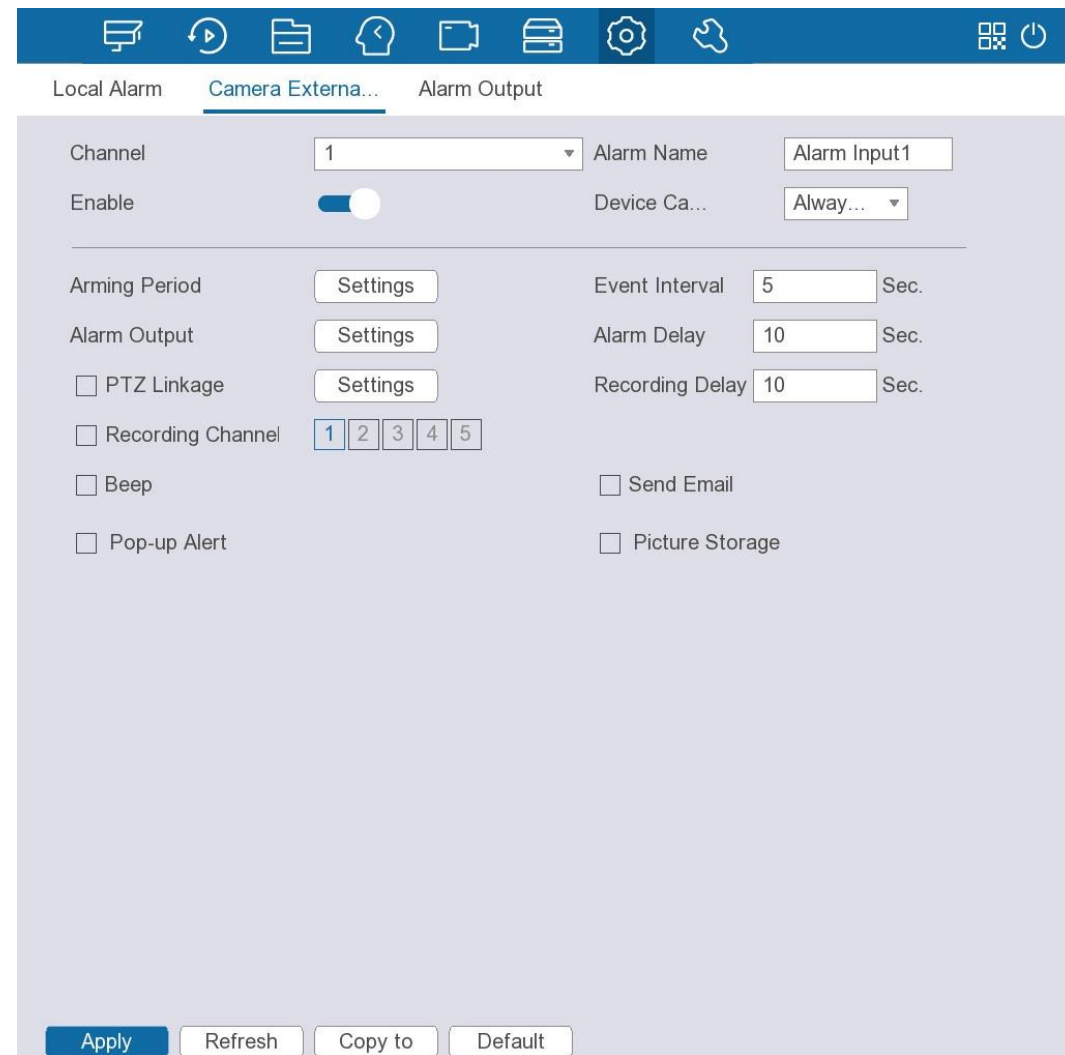 Local Alarm Camera Externa... Alarm Output
Channel 1 Alarm Name Alarm Input1
Enable Device Ca... Alway...
Arming Period Settings Event Interval 5 Sec.
Alarm Output Settings Alarm Delay 10 Sec.
PTZ Linkage Settings Recording Delay 10 Sec.
Recording Channel 1 2 3 4 5
Beep Send Email
Pop-up Alert Picture Storage
Apply Refresh Copy to Default